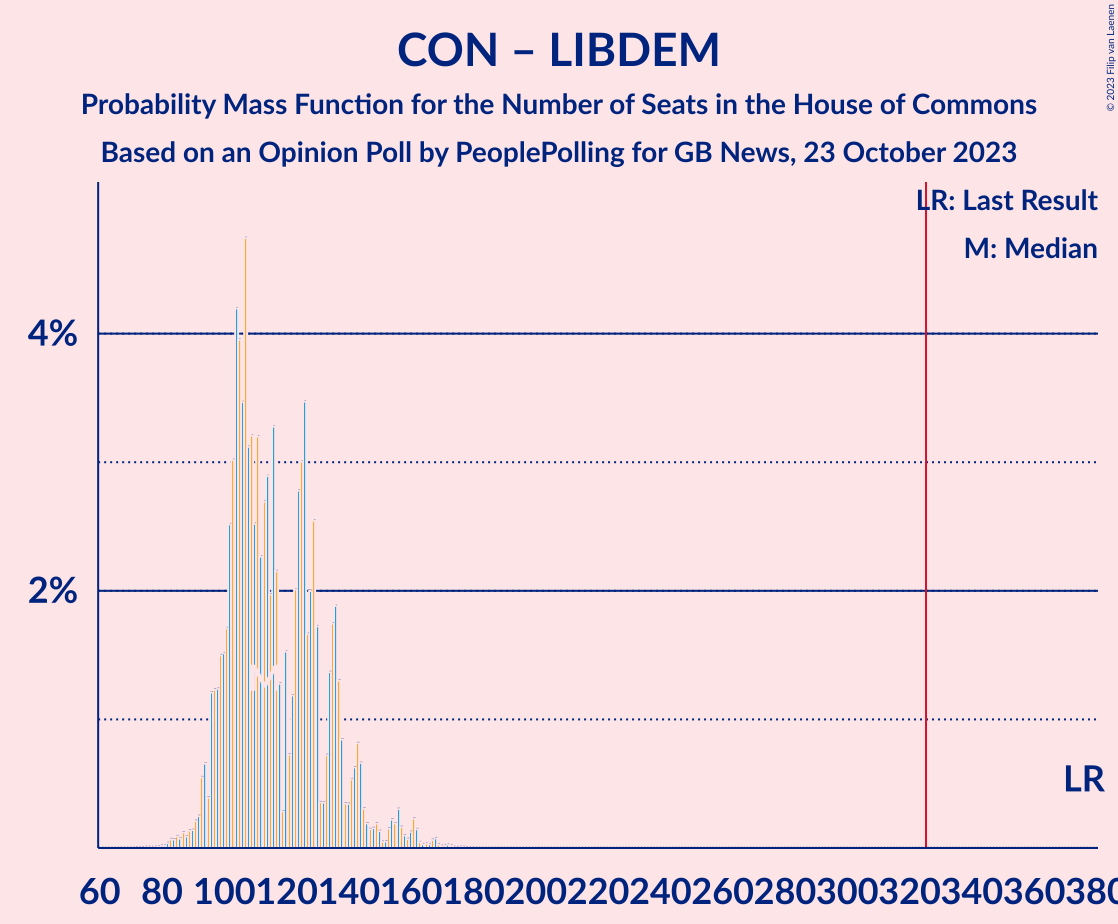 CON – LIBDEM
Probability Mass Function for the Number of Seats in the House of Commons
Based on an Opinion Poll by PeoplePolling for GB News, 23 October 2023
© 2023 Filip van Laenen
LR: Last Result
M: Median
4%
2%
M
LR
60 80 100 120 140 160 180 200 220 240 260 280 300 320 340 360 380